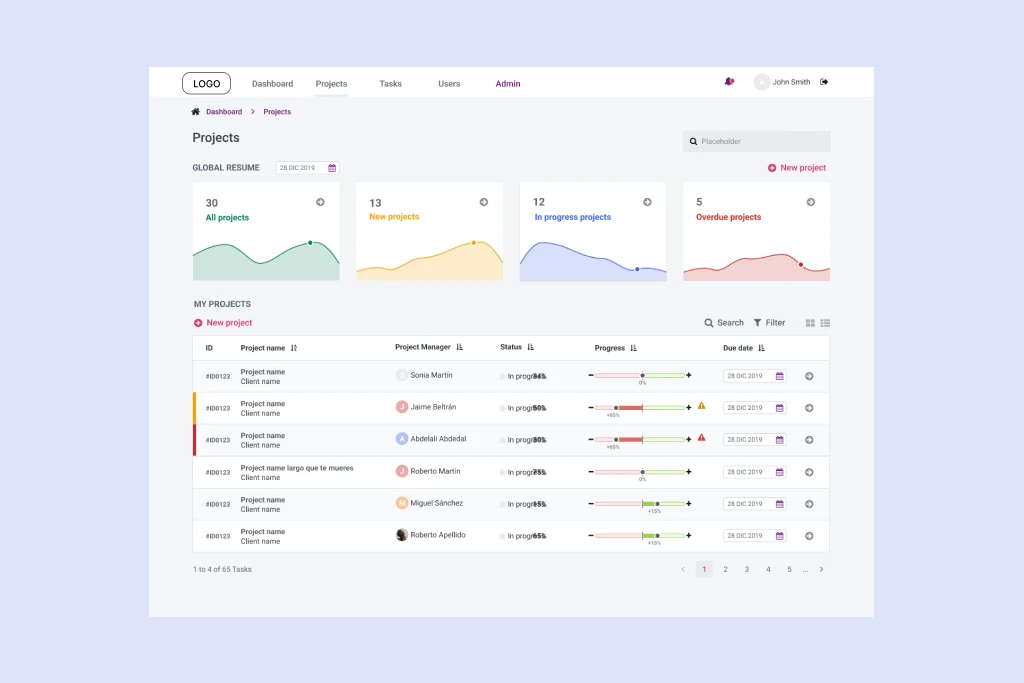 LOGO Dashboard Projects Tasks Users Admin A John Smith
Dashboard Projects
Projects
Placeholder
GLOBAL RESUME 28 DIC 2019 New project
30 13 12 5
All projects New projects In progress projects Overdue projects
MY PROJECTS
New project Search Filter
ID Project name Project Manager Status Progress Due date
#ID0123 Project name Client name S Sonia Martín In progress 34% 0% 28 DIC 2019
#ID0123 Project name Client name J Jaime Beltrán In progress 50% +65% 28 DIC 2019
#ID0123 Project name Client name A Abdelali Abdedal In progress 80% +65% 28 DIC 2019
#ID0123 Project name largo que te mueres Client name J Roberto Martín In progress 75% 0% 28 DIC 2019
#ID0123 Project name Client name M Miguel Sánchez In progress 15% +15% 28 DIC 2019
#ID0123 Project name Client name Roberto Apellido In progress 65% +15% 28 DIC 2019
1 to 4 of 65 Tasks < 1 2 3 4 5 ... >